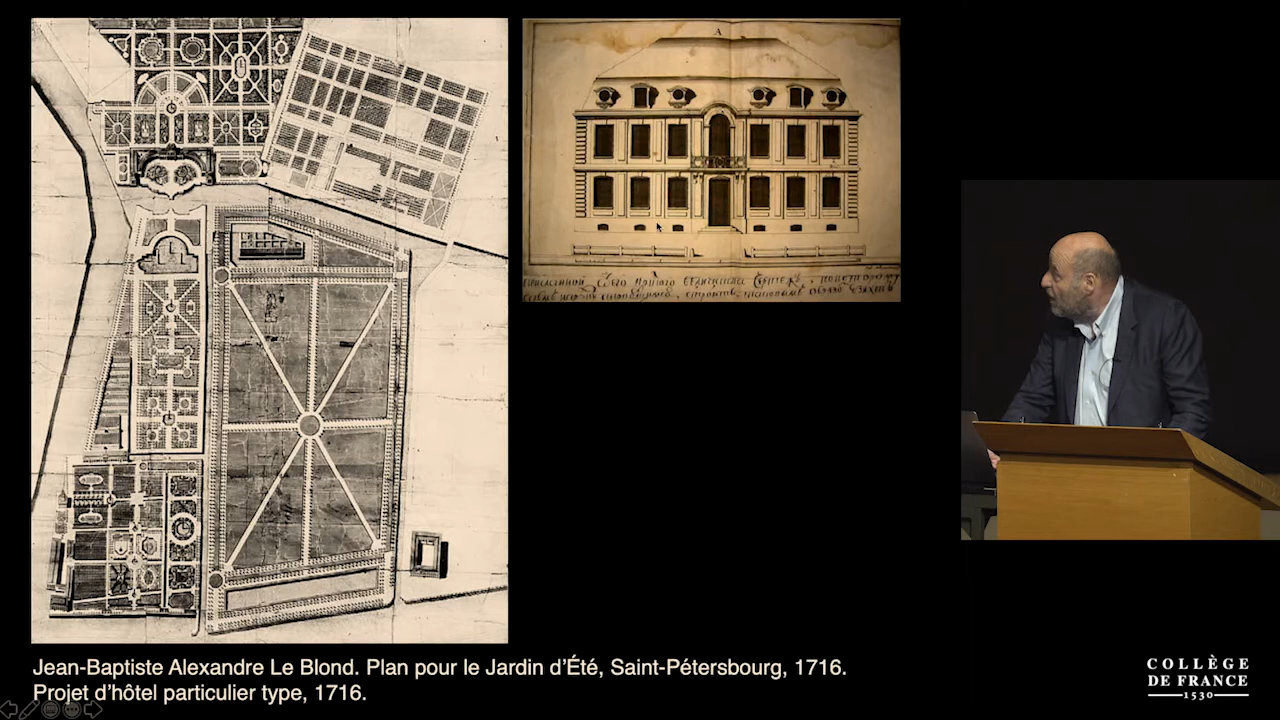 A
Jean-Baptiste Alexandre Le Blond. Plan pour le Jardin d'Été, Saint-Pétersbourg, 1716.
Projet d'hôtel particulier type, 1716.
COLLÈGE
DE FRANCE
1530